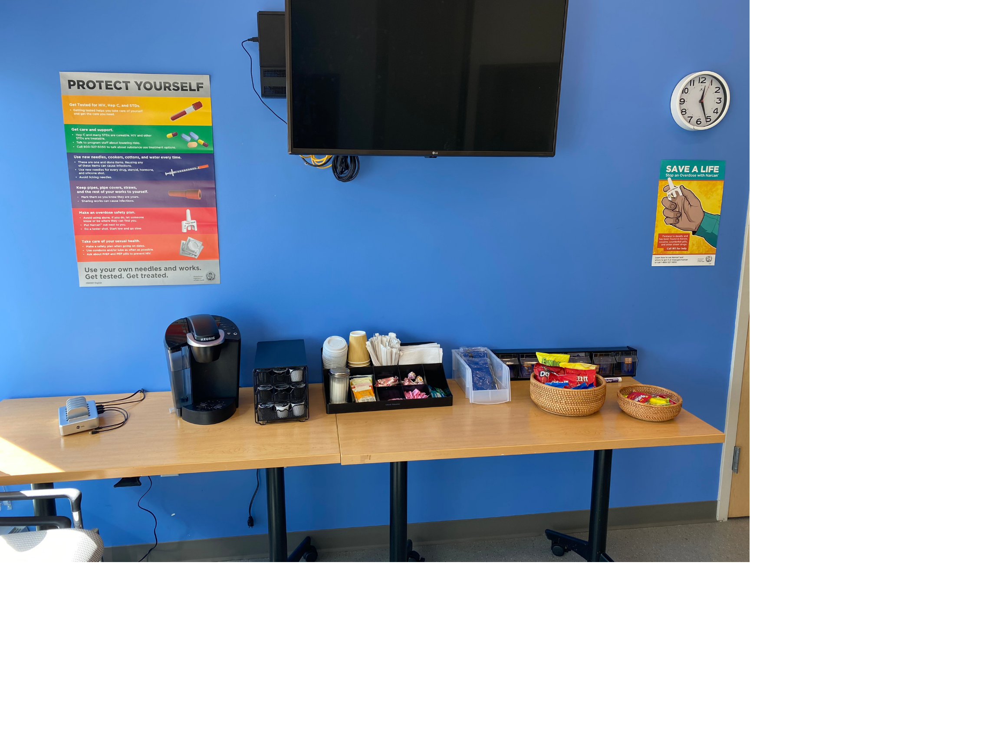 PROTECT YOURSELF
Get Tested for HIV, Hep C, and STDs.
• Getting tested helps you take care of yourself
and get the care you need.
Get care and support.
• Hep C and many STDs are cureable. HIV and other
STDs are treatable.
• Talk to program staff about lowering risks.
• Call 800-327-5050 to talk about substance use treatment options.
Use new needles, cookers, cottons, and water every time.
• These are one and done items. Reusing any
of these items can cause infections.
• Use new needles for every drug, steroid, hormone,
and silicone shot.
• Avoid licking needles.
Keep pipes, pipe covers, straws,
and the rest of your works to yourself.
• Mark them so you know they are yours.
• Sharing works can cause infections.
Make an overdose safety plan.
• Avoid using alone. If you do, let someone
know or be where they can find you.
• Put Narcan® out next to you.
• Do a tester shot. Start low and go slow.
Take care of your sexual health.
• Make a safety plan when going on dates.
• Use condoms and/or lube as often as possible.
• Ask about PrEP and PEP pills to prevent HIV.
Use your own needles and works.
Get tested. Get treated.
Massachusetts
Department
of Public Health
English
LG
12
1
2
3
4
5
6
7
8
9
10
11
SAVE A LIFE
Stop an Overdose with Narcan®
Fentanyl is deadly and
has been found in heroin,
cocaine, counterfeit pills,
and other street drugs.
Call 911 for help
Learn how to use Narcan® and
where to get it at mass.gov/narcan
or call 1-800-327-5050
KEURIG
Mind Reader
FUNYUNS
DO
EEZ-IT
EXPO